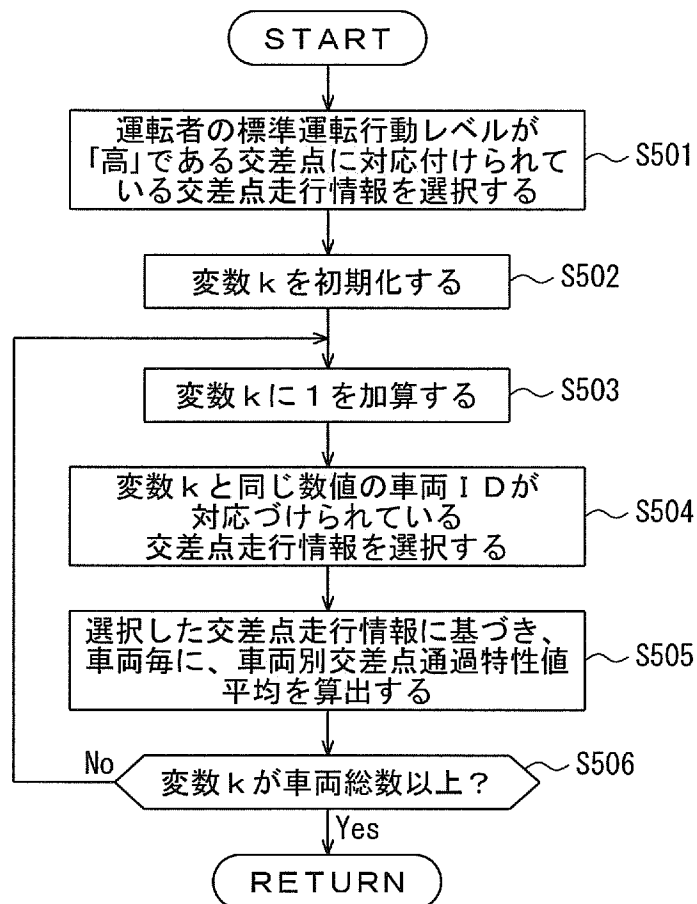 START
運転者の標準運転行動レベルが
「高」である交差点に対応付けられて
いる交差点走行情報を選択する
S501
変数kを初期化する
S502
変数kに1を加算する
S503
変数kと同じ数値の車両IDが
対応づけられている
交差点走行情報を選択する
S504
選択した交差点走行情報に基づき、
車両毎に、車両別交差点通過特性値
平均を算出する
S505
No
変数kが車両総数以上?
S506
Yes
RETURN